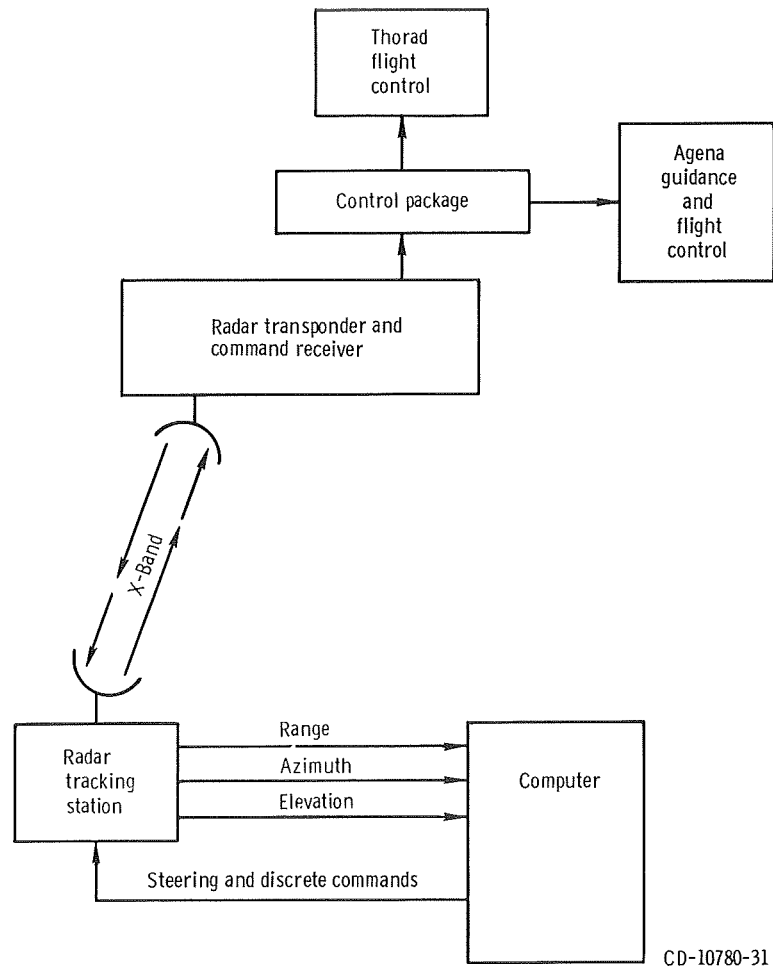 Thorad
flight
control
Agena
guidance
and
flight
control
Control package
Radar transponder and
command receiver
X-Band
Radar
tracking
station
Range
Azimuth
Elevation
Computer
Steering and discrete commands
CD-10780-31